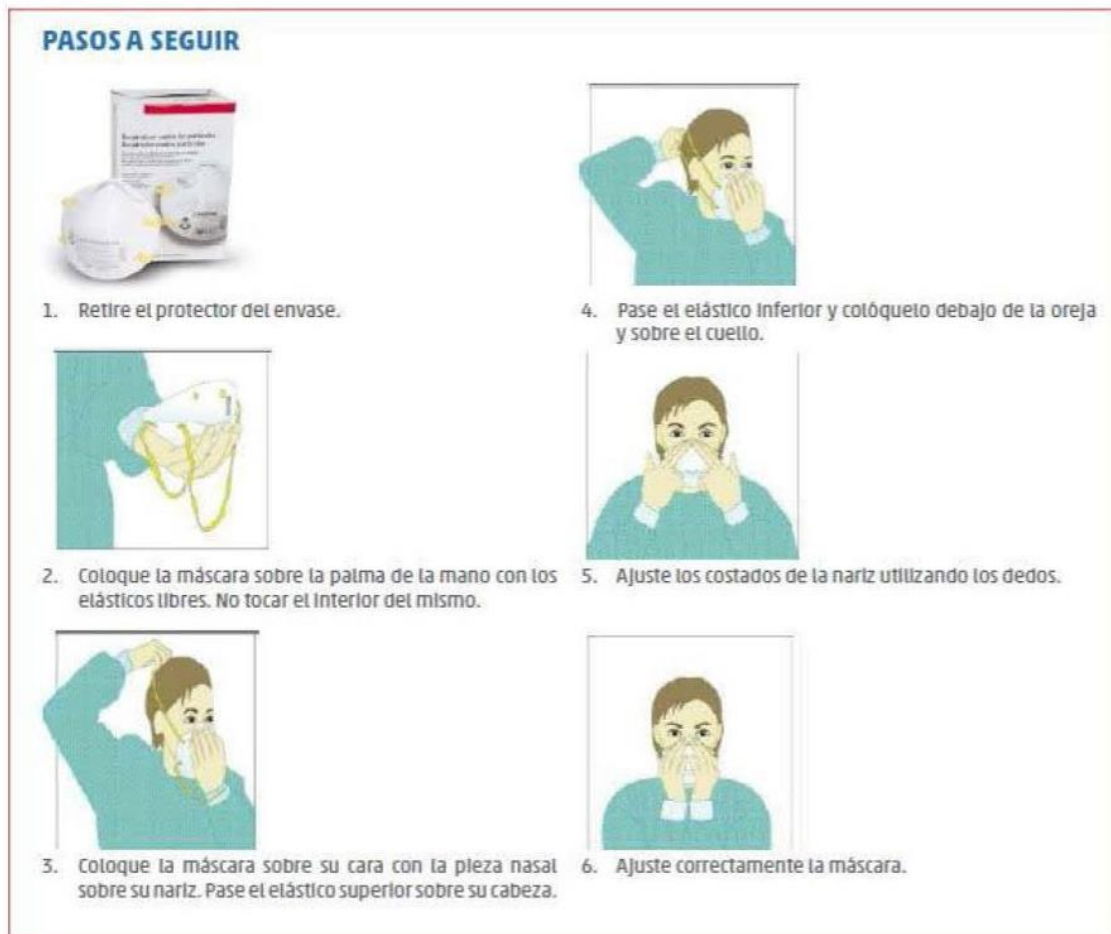 PASOS A SEGUIR
1. Retire el protector del envase.
2. Coloque la máscara sobre la palma de la mano con los
elásticos libres. No tocar el interior del mismo.
3. Coloque la máscara sobre su cara con la pieza nasal
sobre su nariz. Pase el elástico superior sobre su cabeza.
4. Pase el elástico inferior y colóquelo debajo de la oreja
y sobre el cuello.
5. Ajuste los costados de la nariz utilizando los dedos.
6. Ajuste correctamente la máscara.